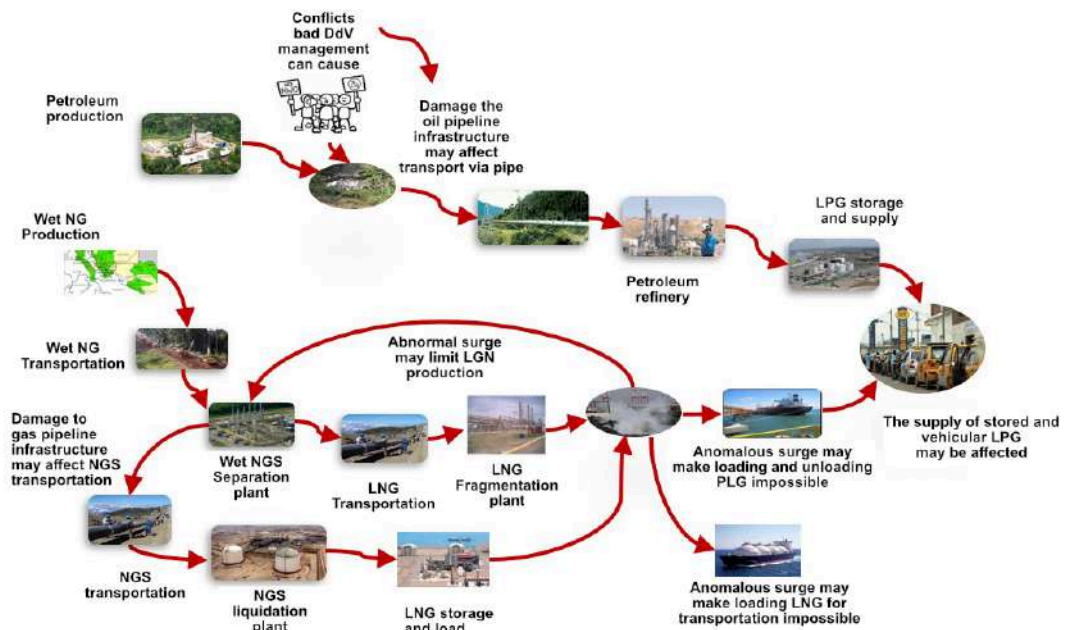 Conflicts
bad DdV
management
can cause
Petroleum
production
Damage the
oil pipeline
infrastructure
may affect
transport via pipe
LPG storage
and supply
Wet NG
Production
Petroleum
refinery
Wet NG
Transportation
Abnormal surge
may limit LGN
production
Damage to
gas pipeline
infrastructure
may affect NGS
transportation
Wet NGS
Separation
plant
LNG
Transportation
LNG
Fragmentation
plant
Anomalous surge may
make loading and unloading
PLG impossible
The supply of stored and
vehicular LPG
may be affected
NGS
transportation
NGS
liquidation
plant
LNG storage
and load
Anomalous surge may
make loading LNG for
transportation impossible